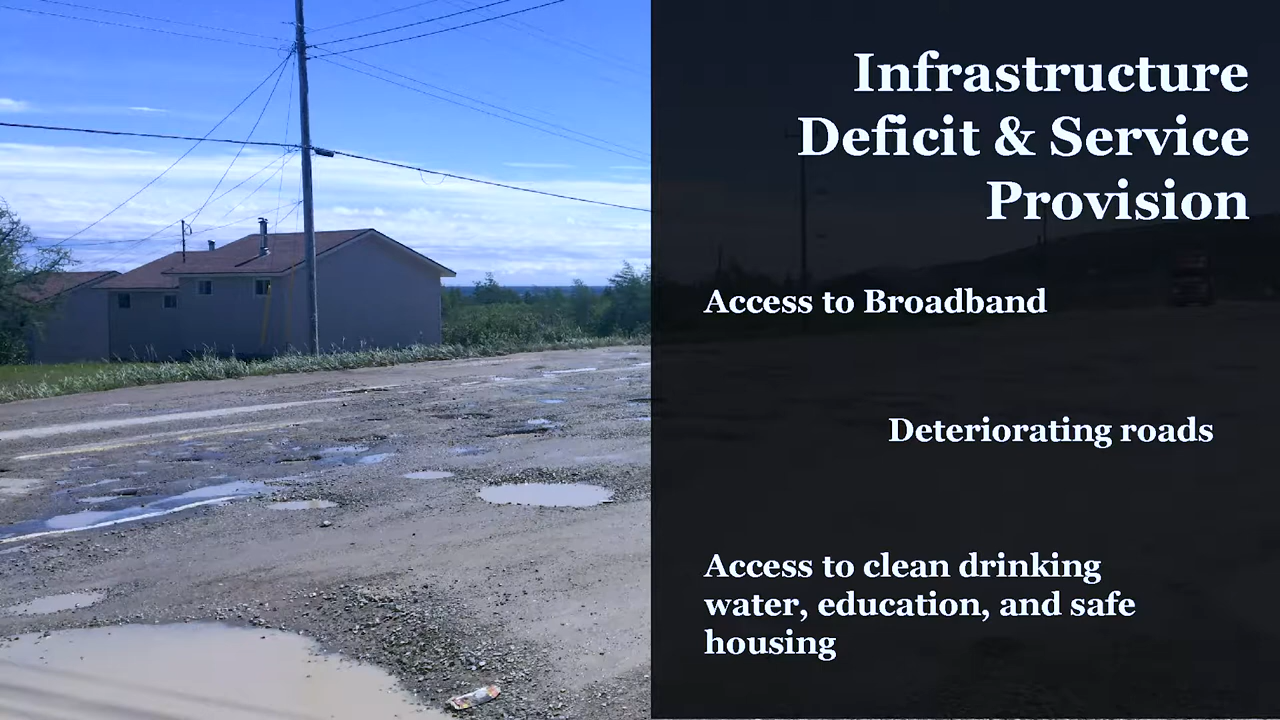 Infrastructure
Deficit & Service
Provision
Access to Broadband
Deteriorating roads
Access to clean drinking
water, education, and safe
housing